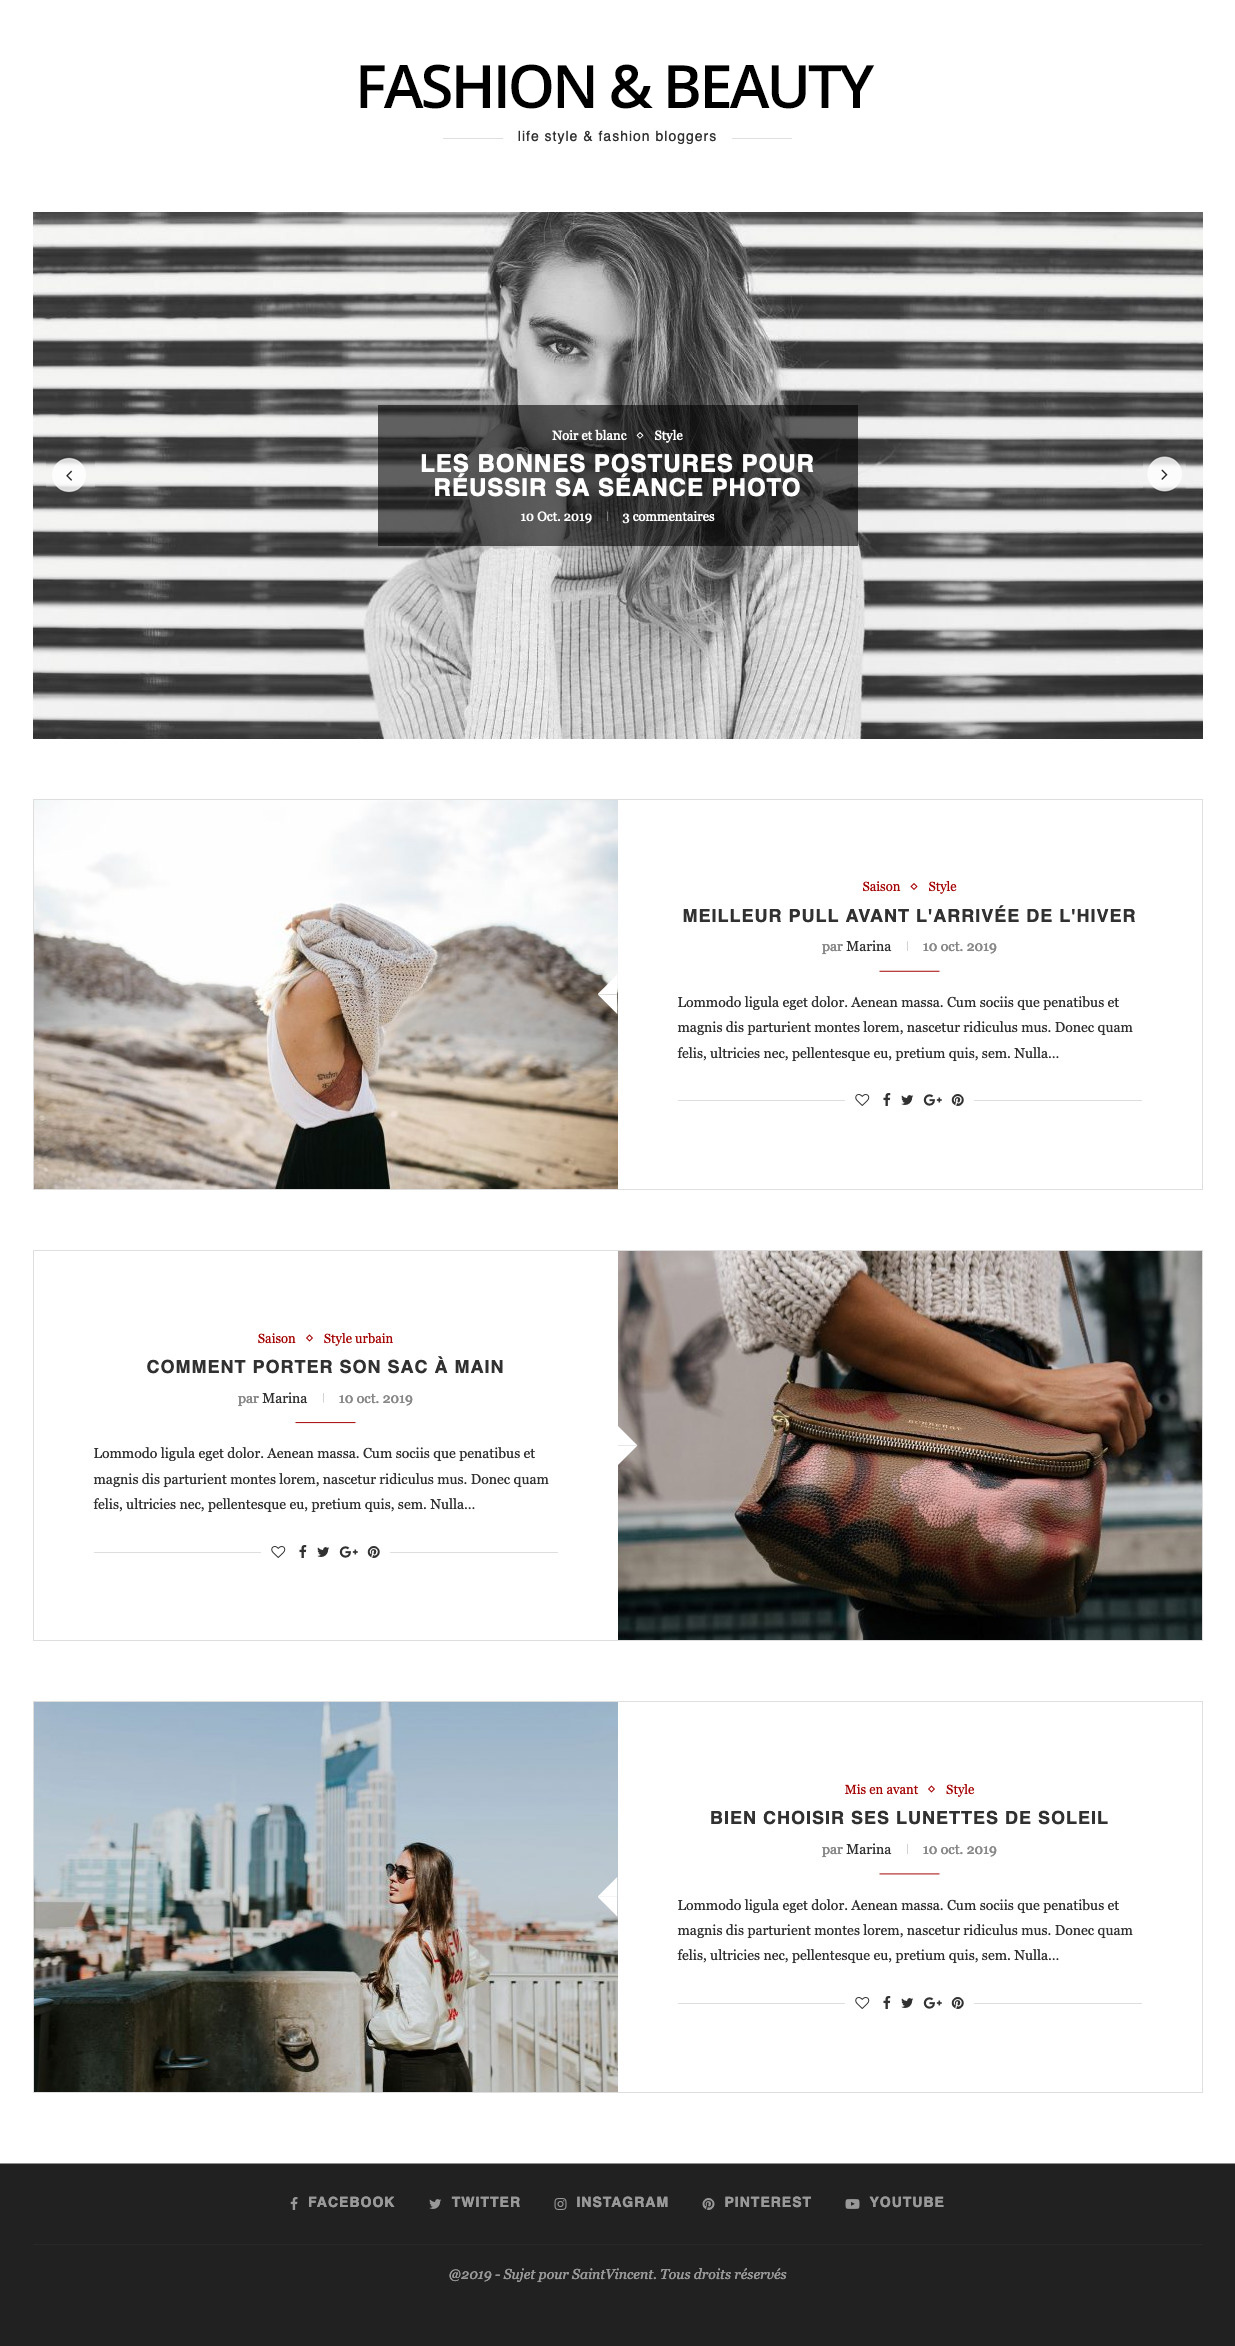 FASHION & BEAUTY
life style & fashion bloggers
Noir et blanc ◇ Style
LES BONNES POSTURES POUR
RÉUSSIR SA SÉANCE PHOTO
10 Oct. 2019 | 3 commentaires
Saison ◇ Style
MEILLEUR PULL AVANT L'ARRIVÉE DE L'HIVER
par Marina | 10 oct. 2019
Lommodo ligula eget dolor. Aenean massa. Cum sociis que penatibus et
magnis dis parturient montes lorem, nascetur ridiculus mus. Donec quam
felis, ultricies nec, pellentesque eu, pretium quis, sem. Nulla...
Saison ◇ Style urbain
COMMENT PORTER SON SAC À MAIN
par Marina | 10 oct. 2019
Lommodo ligula eget dolor. Aenean massa. Cum sociis que penatibus et
magnis dis parturient montes lorem, nascetur ridiculus mus. Donec quam
felis, ultricies nec, pellentesque eu, pretium quis, sem. Nulla...
BURBERRY
Mis en avant ◇ Style
BIEN CHOISIR SES LUNETTES DE SOLEIL
par Marina | 10 oct. 2019
Lommodo ligula eget dolor. Aenean massa. Cum sociis que penatibus et
magnis dis parturient montes lorem, nascetur ridiculus mus. Donec quam
felis, ultricies nec, pellentesque eu, pretium quis, sem. Nulla...
FACEBOOK TWITTER INSTAGRAM PINTEREST YOUTUBE
@2019 - Sujet pour SaintVincent. Tous droits réservés